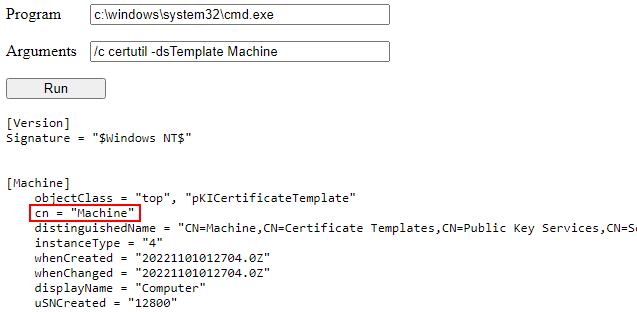 Program c:\windows\system32\cmd.exe
Arguments /c certutil -dsTemplate Machine
Run
[Version]
Signature = "$Windows NT$"
[Machine]
objectClass = "top", "pKICertificateTemplate"
cn = "Machine"
distinguishedName = "CN=Machine,CN=Certificate Templates,CN=Public Key Services,CN=Se
instanceType = "4"
whenCreated = "20221101012704.0Z"
whenChanged = "20221101012704.0Z"
displayName = "Computer"
uSNCreated = "12800"